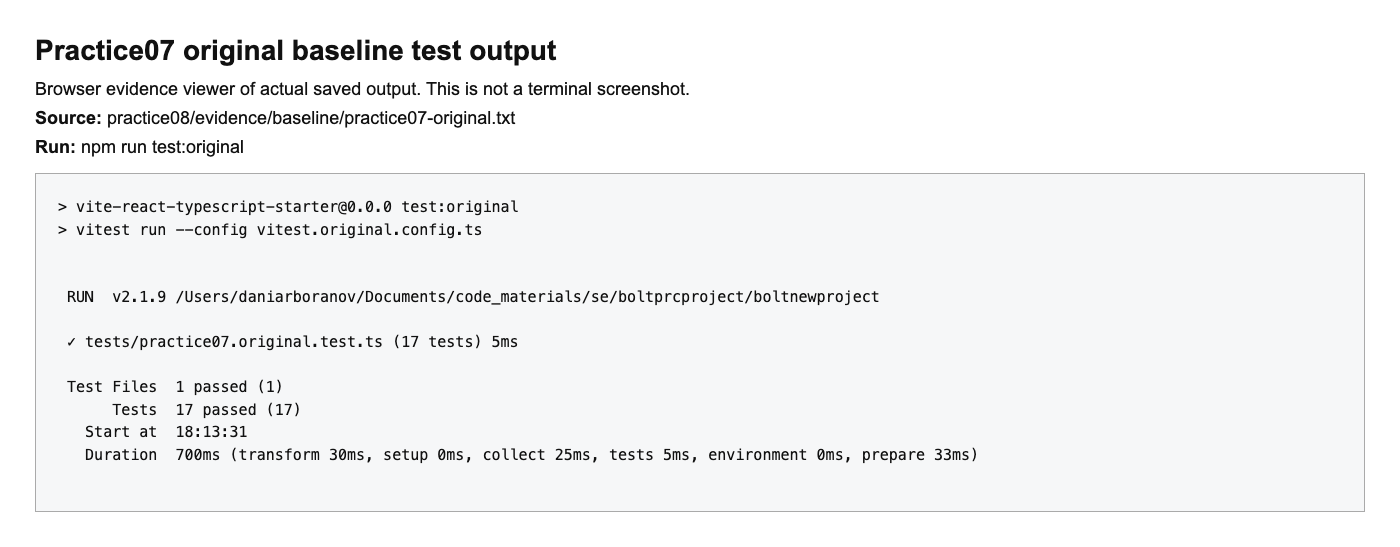 Practice07 original baseline test output
Browser evidence viewer of actual saved output. This is not a terminal screenshot.
Source: practice08/evidence/baseline/practice07-original.txt
Run: npm run test:original
> vite-react-typescript-starter@0.0.0 test:original
> vitest run --config vitest.original.config.ts
RUN  v2.1.9 /Users/daniarboranov/Documents/code_materials/se/boltprcproject/boltnewproject
✓ tests/practice07.original.test.ts (17 tests) 5ms
Test Files  1 passed (1)
Tests  17 passed (17)
Start at  18:13:31
Duration  700ms (transform 30ms, setup 0ms, collect 25ms, tests 5ms, environment 0ms, prepare 33ms)